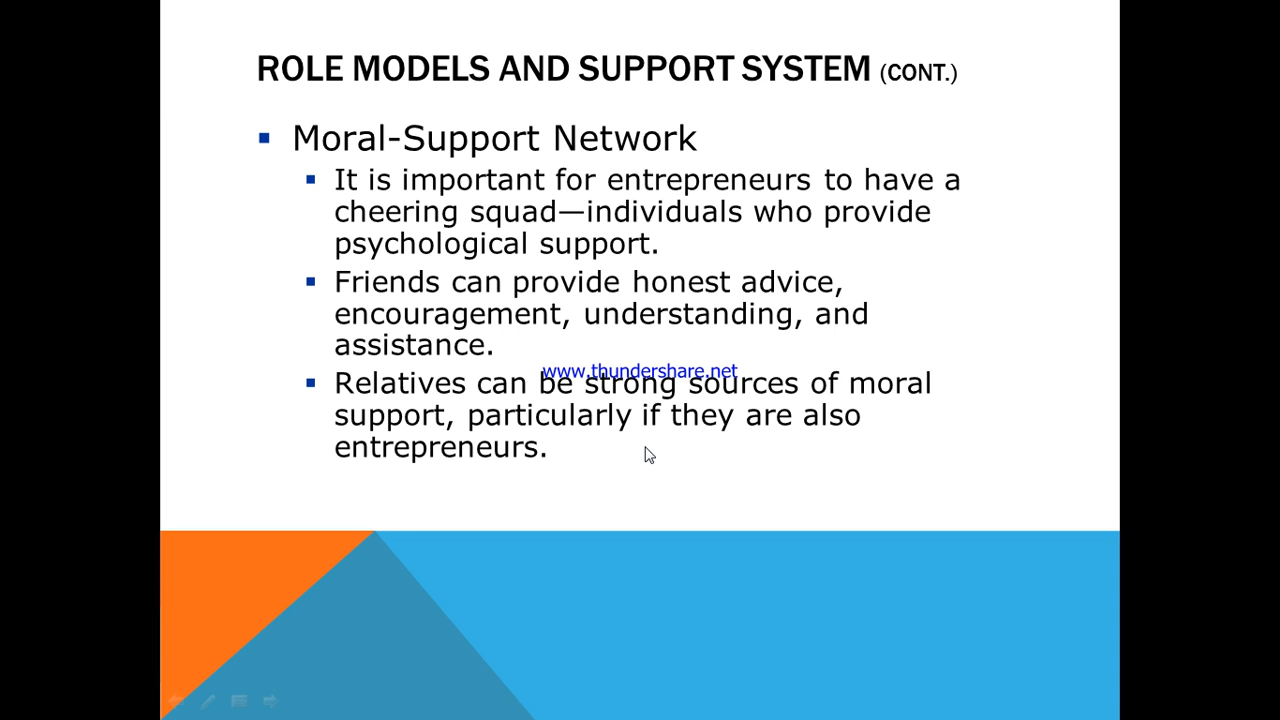 ROLE MODELS AND SUPPORT SYSTEM (CONT.)
Moral-Support Network
It is important for entrepreneurs to have a
cheering squad—individuals who provide
psychological support.
Friends can provide honest advice,
encouragement, understanding, and
assistance.
www.thundershare.net
Relatives can be strong sources of moral
support, particularly if they are also
entrepreneurs.